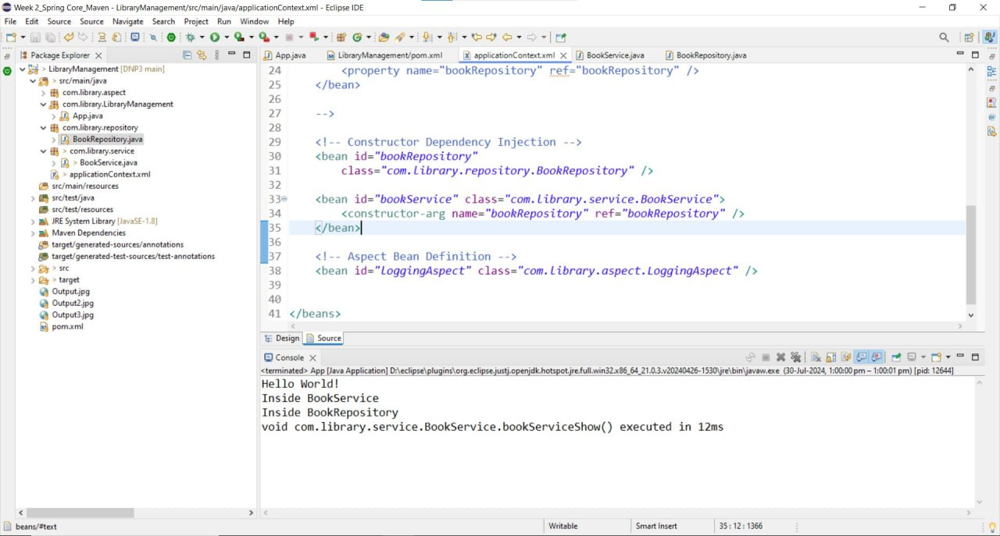 Week 2_Spring Core_Maven - LibraryManagement/src/main/java/applicationContext.xml - Eclipse IDE
File Edit Source Source Navigate Search Project Run Window Help
Package Explorer
LibraryManagement [DNP3 main]
src/main/java
com.library.aspect
com.library.LibraryManagement
App.java
com.library.repository
BookRepository.java
com.library.service
BookService.java
applicationContext.xml
src/main/resources
src/test/java
src/test/resources
JRE System Library [JavaSE-1.8]
Maven Dependencies
target/generated-sources/annotations
target/generated-test-sources/test-annotations
src
target
Output.jpg
Output2.jpg
Output3.jpg
pom.xml
App.java LibraryManagement/pom.xml applicationContext.xml BookService.java BookRepository.java
24 <property name="bookRepository" ref="bookRepository" />
25 </bean>
26
27 -->
28
29 <!-- Constructor Dependency Injection -->
30 <bean id="bookRepository"
31 class="com.library.repository.BookRepository" />
32
33 <bean id="bookService" class="com.library.service.BookService">
34 <constructor-arg name="bookRepository" ref="bookRepository" />
35 </bean>
36
37 <!-- Aspect Bean Definition -->
38 <bean id="loggingAspect" class="com.library.aspect.LoggingAspect" />
39
40
41 </beans>
Design Source
Console
<terminated> App [Java Application] D:\eclipse\plugins\org.eclipse.justj.openjdk.hotspot.jre.full.win32.x86_64_21.0.3.v20240426-1530\jre\bin\javaw.exe (30-Jul-2024, 1:00:00 pm – 1:00:01 pm) [pid: 12644]
Hello World!
Inside BookService
Inside BookRepository
void com.library.service.BookService.bookServiceShow() executed in 12ms
beans/#text Writable Smart Insert 35 : 12 : 1366